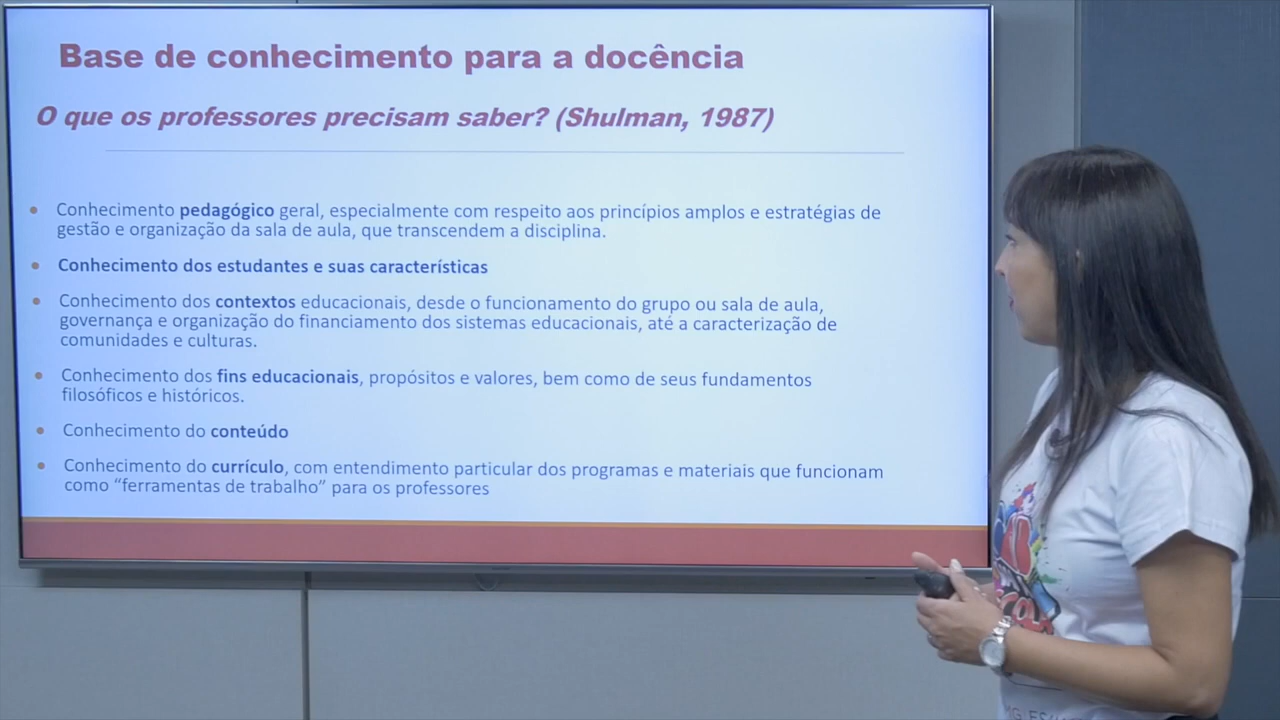 Base de conhecimento para a docência
O que os professores precisam saber? (Shulman, 1987)
• Conhecimento pedagógico geral, especialmente com respeito aos princípios amplos e estratégias de
gestão e organização da sala de aula, que transcendem a disciplina.
• Conhecimento dos estudantes e suas características
• Conhecimento dos contextos educacionais, desde o funcionamento do grupo ou sala de aula,
governança e organização do financiamento dos sistemas educacionais, até a caracterização de
comunidades e culturas.
• Conhecimento dos fins educacionais, propósitos e valores, bem como de seus fundamentos
filosóficos e históricos.
• Conhecimento do conteúdo
• Conhecimento do currículo, com entendimento particular dos programas e materiais que funcionam
como “ferramentas de trabalho” para os professores